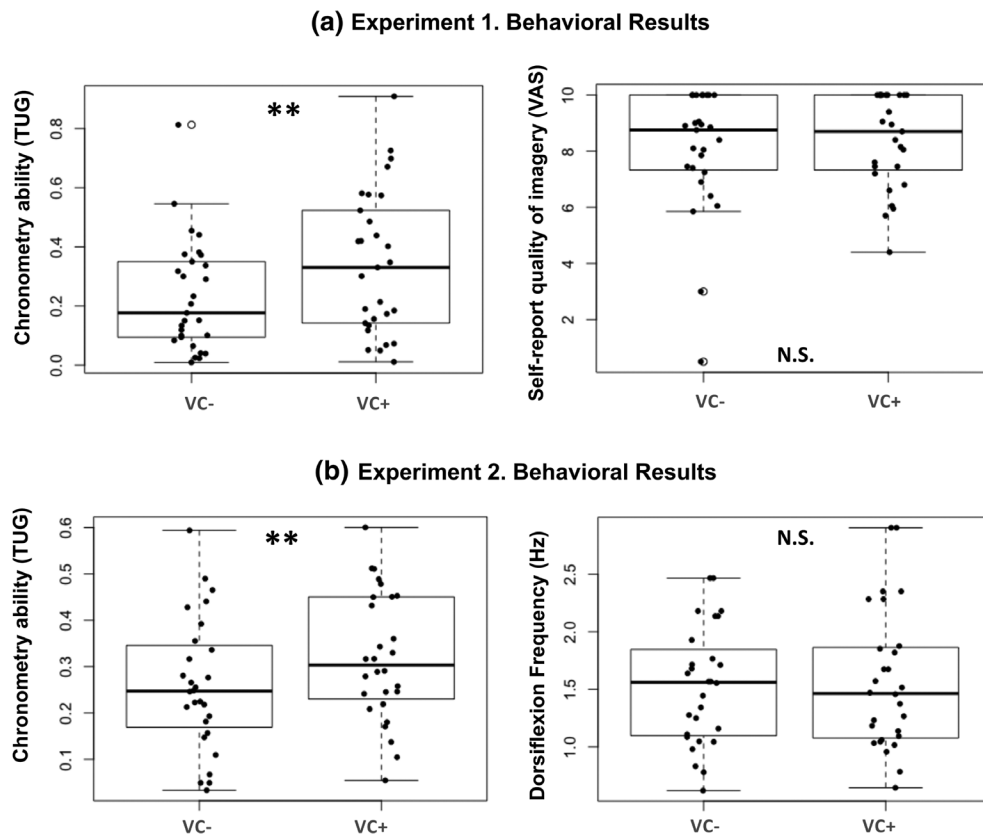 (a) Experiment 1. Behavioral Results
Chronometry ability (TUG)
0.8
0.6
0.4
0.2
0.0
**
VC-
VC+
Self-report quality of imagery (VAS)
10
8
6
4
2
N.S.
VC-
VC+
(b) Experiment 2. Behavioral Results
Chronometry ability (TUG)
0.6
0.5
0.4
0.3
0.2
0.1
**
VC-
VC+
Dorsiflexion Frequency (Hz)
2.5
2.0
1.5
1.0
N.S.
VC-
VC+